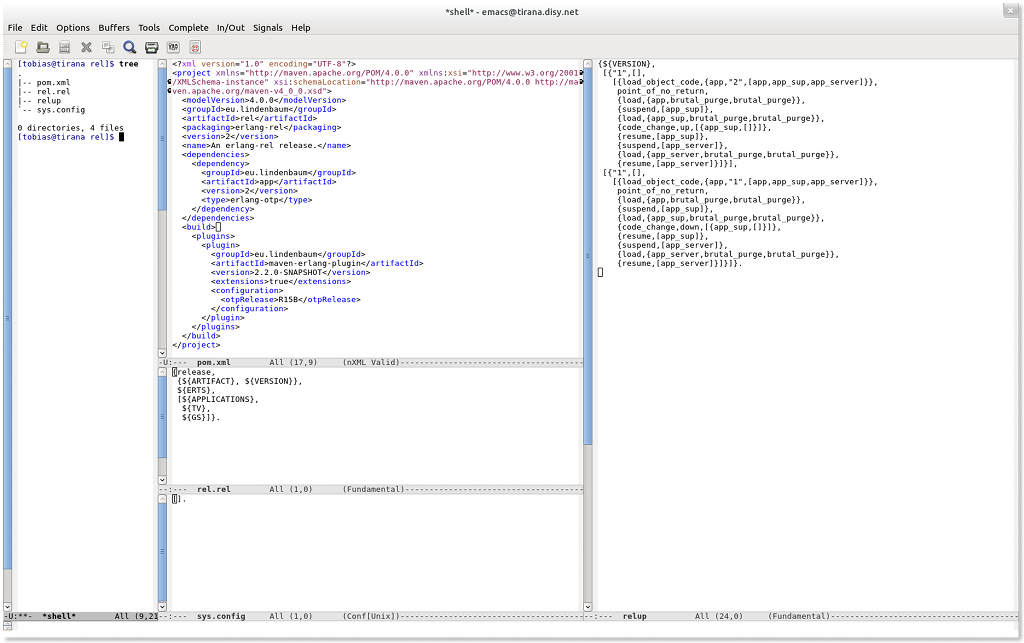 *shell* - emacs@tirana.disy.net
File Edit Options Buffers Tools Complete In/Out Signals Help
[tobias@tirana rel]$ tree
.
|-- pom.xml
|-- rel.rel
|-- relup
`-- sys.config

0 directories, 4 files
[tobias@tirana rel]$
-U:**- *shell* All (9,21
<?xml version="1.0" encoding="UTF-8"?>
<project xmlns="http://maven.apache.org/POM/4.0.0" xmlns:xsi="http://www.w3.org/2001
/XMLSchema-instance" xsi:schemaLocation="http://maven.apache.org/POM/4.0.0 http://ma
ven.apache.org/maven-v4_0_0.xsd">
  <modelVersion>4.0.0</modelVersion>
  <groupId>eu.lindenbaum</groupId>
  <artifactId>rel</artifactId>
  <packaging>erlang-rel</packaging>
  <version>2</version>
  <name>An erlang-rel release.</name>
  <dependencies>
    <dependency>
      <groupId>eu.lindenbaum</groupId>
      <artifactId>app</artifactId>
      <version>2</version>
      <type>erlang-otp</type>
    </dependency>
  </dependencies>
  <build>
    <plugins>
      <plugin>
        <groupId>eu.lindenbaum</groupId>
        <artifactId>maven-erlang-plugin</artifactId>
        <version>2.2.0-SNAPSHOT</version>
        <extensions>true</extensions>
        <configuration>
          <otpRelease>R15B</otpRelease>
        </configuration>
      </plugin>
    </plugins>
  </build>
</project>
-U:--- pom.xml All (17,9) (nXML Valid)
{release,
 {${ARTIFACT}, ${VERSION}},
 ${ERTS},
 [${APPLICATIONS},
  ${TV},
  ${GS}]}.
--:--- rel.rel All (1,0) (Fundamental)
[].
--:--- sys.config All (1,0) (Conf[Unix])
{${VERSION},
 [{"1",[],
   [{load_object_code,{app,"2",[app,app_sup,app_server]}},
    point_of_no_return,
    {load,{app,brutal_purge,brutal_purge}},
    {suspend,[app_sup]},
    {load,{app_sup,brutal_purge,brutal_purge}},
    {code_change,up,[{app_sup,[]}]},
    {resume,[app_sup]},
    {suspend,[app_server]},
    {load,{app_server,brutal_purge,brutal_purge}},
    {resume,[app_server]}]}],
 [{"1",[],
   [{load_object_code,{app,"1",[app,app_sup,app_server]}},
    point_of_no_return,
    {load,{app,brutal_purge,brutal_purge}},
    {suspend,[app_sup]},
    {load,{app_sup,brutal_purge,brutal_purge}},
    {code_change,down,[{app_sup,[]}]},
    {resume,[app_sup]},
    {suspend,[app_server]},
    {load,{app_server,brutal_purge,brutal_purge}},
    {resume,[app_server]}]}]}.
--:--- relup All (24,0) (Fundamental)